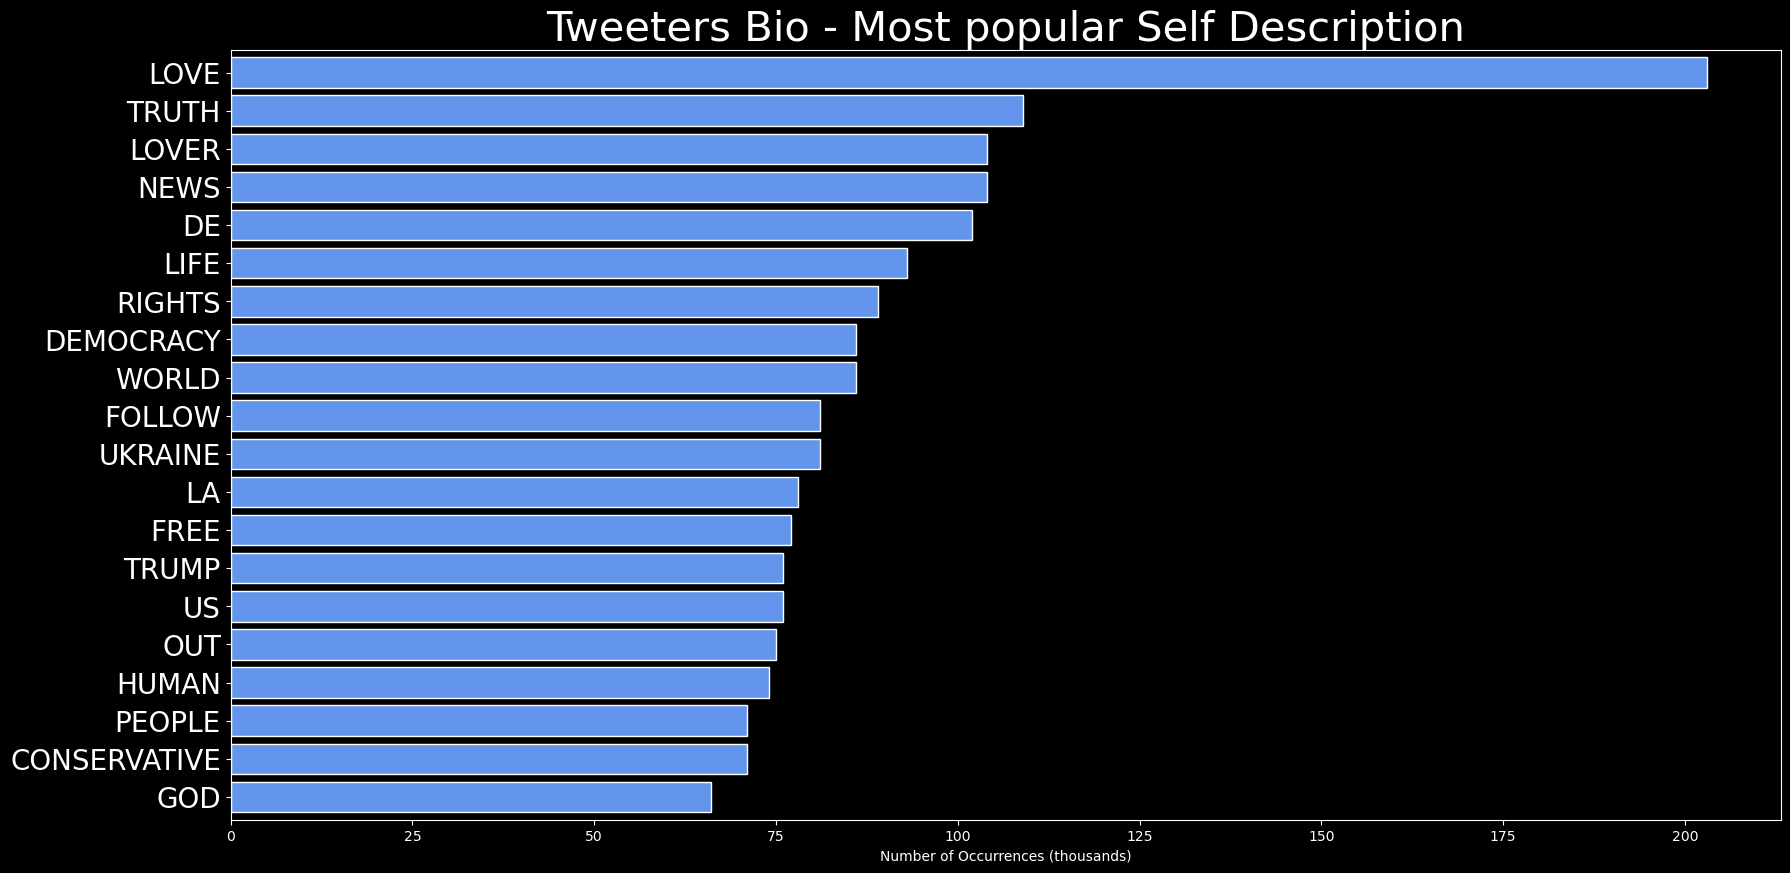 Tweeters Bio - Most popular Self Description
LOVE
TRUTH
LOVER
NEWS
DE
LIFE
RIGHTS
DEMOCRACY
WORLD
FOLLOW
UKRAINE
LA
FREE
TRUMP
US
OUT
HUMAN
PEOPLE
CONSERVATIVE
GOD
0 25 50 75 100 125 150 175 200
Number of Occurrences (thousands)